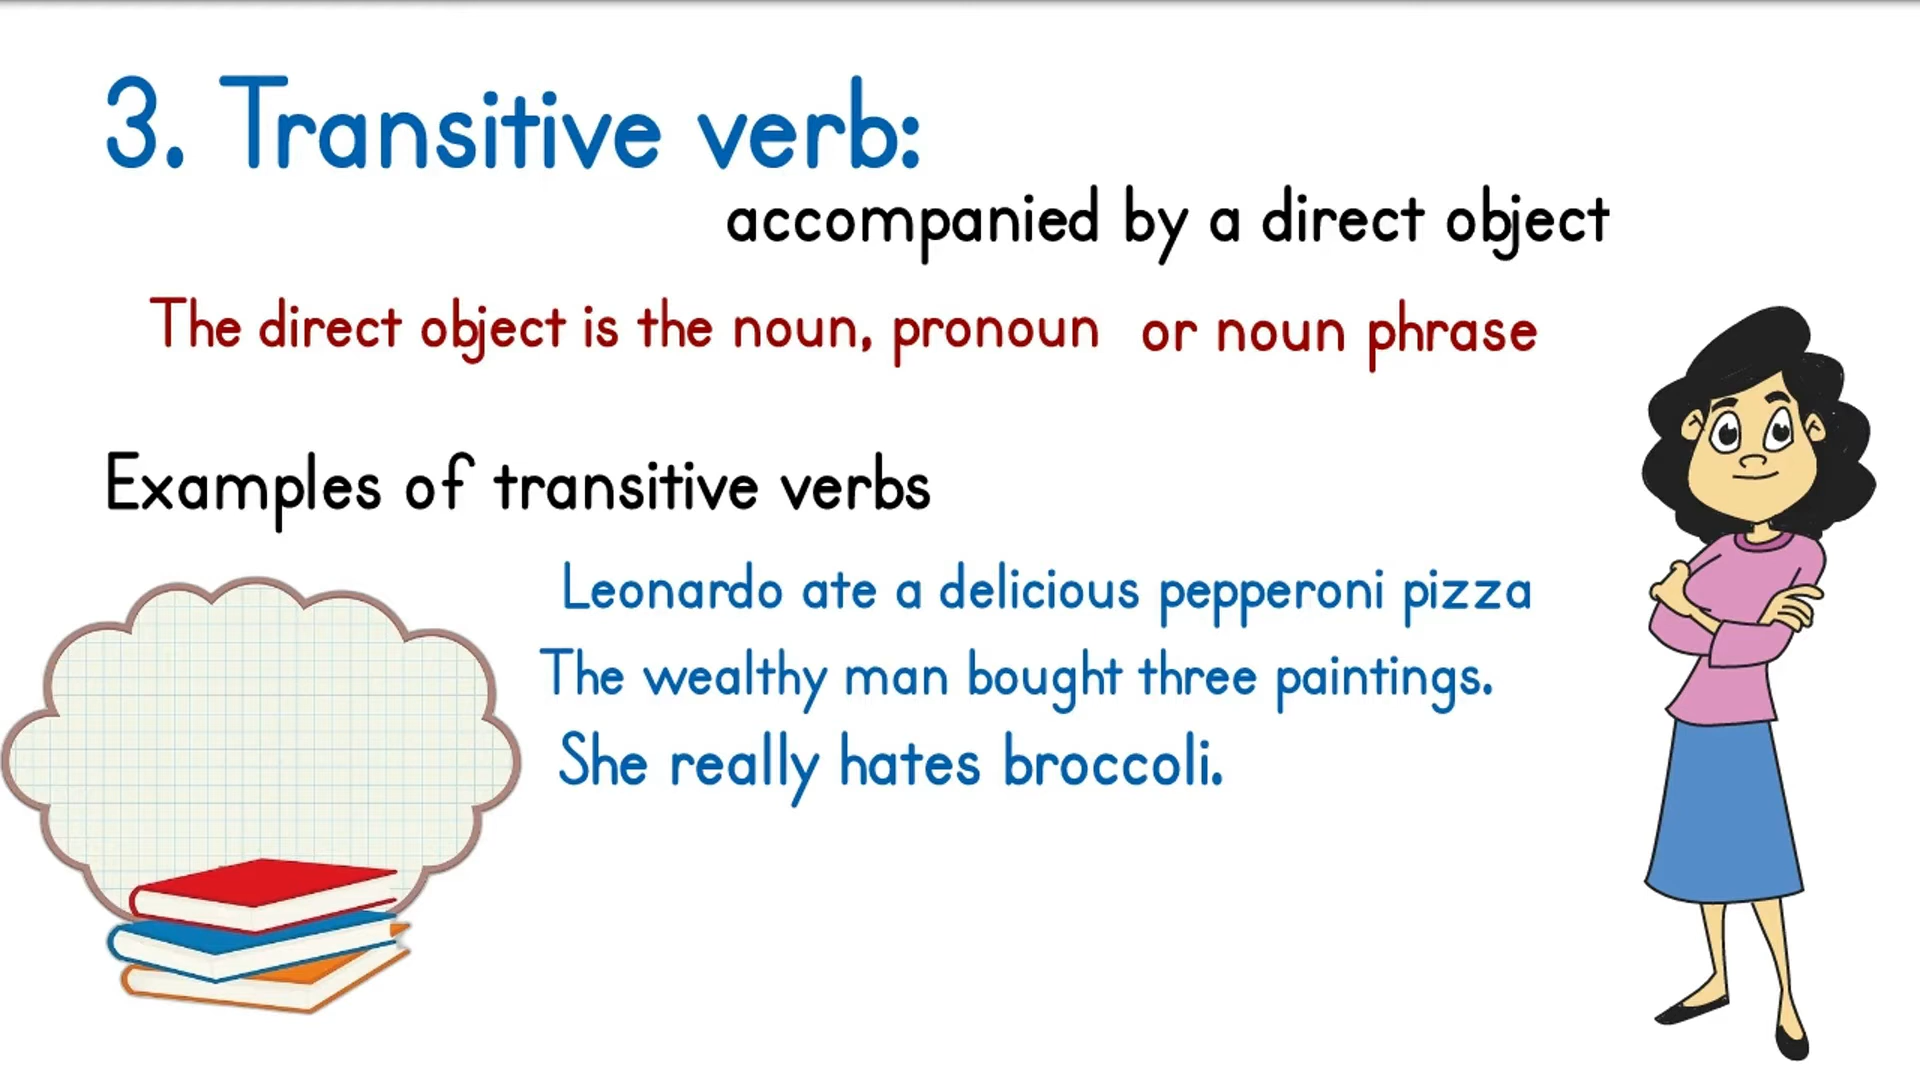 3. Transitive verb:
accompanied by a direct object
The direct object is the noun, pronoun or noun phrase
Examples of transitive verbs
Leonardo ate a delicious pepperoni pizza
The wealthy man bought three paintings.
She really hates broccoli.